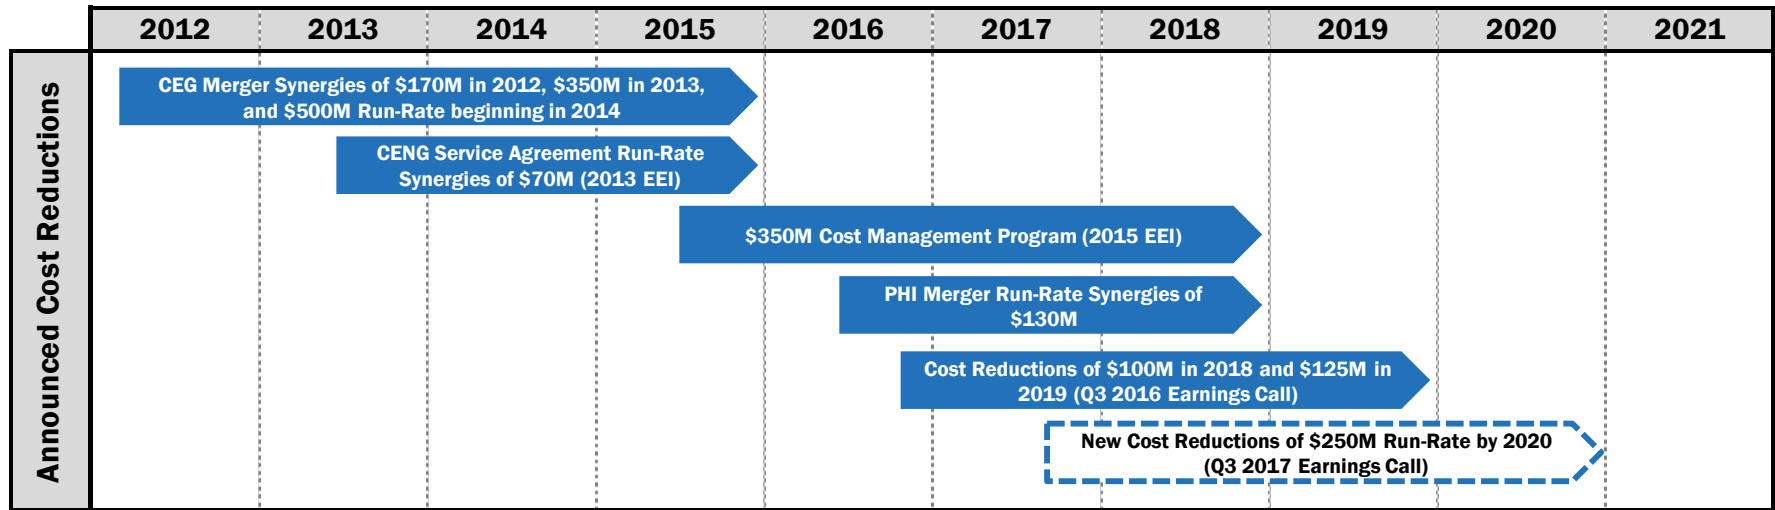 2012 2013 2014 2015 2016 2017 2018 2019 2020 2021
Announced Cost Reductions
CEG Merger Synergies of $170M in 2012, $350M in 2013,
and $500M Run-Rate beginning in 2014
CENG Service Agreement Run-Rate
Synergies of $70M (2013 EEI)
$350M Cost Management Program (2015 EEI)
PHI Merger Run-Rate Synergies of
$130M
Cost Reductions of $100M in 2018 and $125M in
2019 (Q3 2016 Earnings Call)
New Cost Reductions of $250M Run-Rate by 2020
(Q3 2017 Earnings Call)